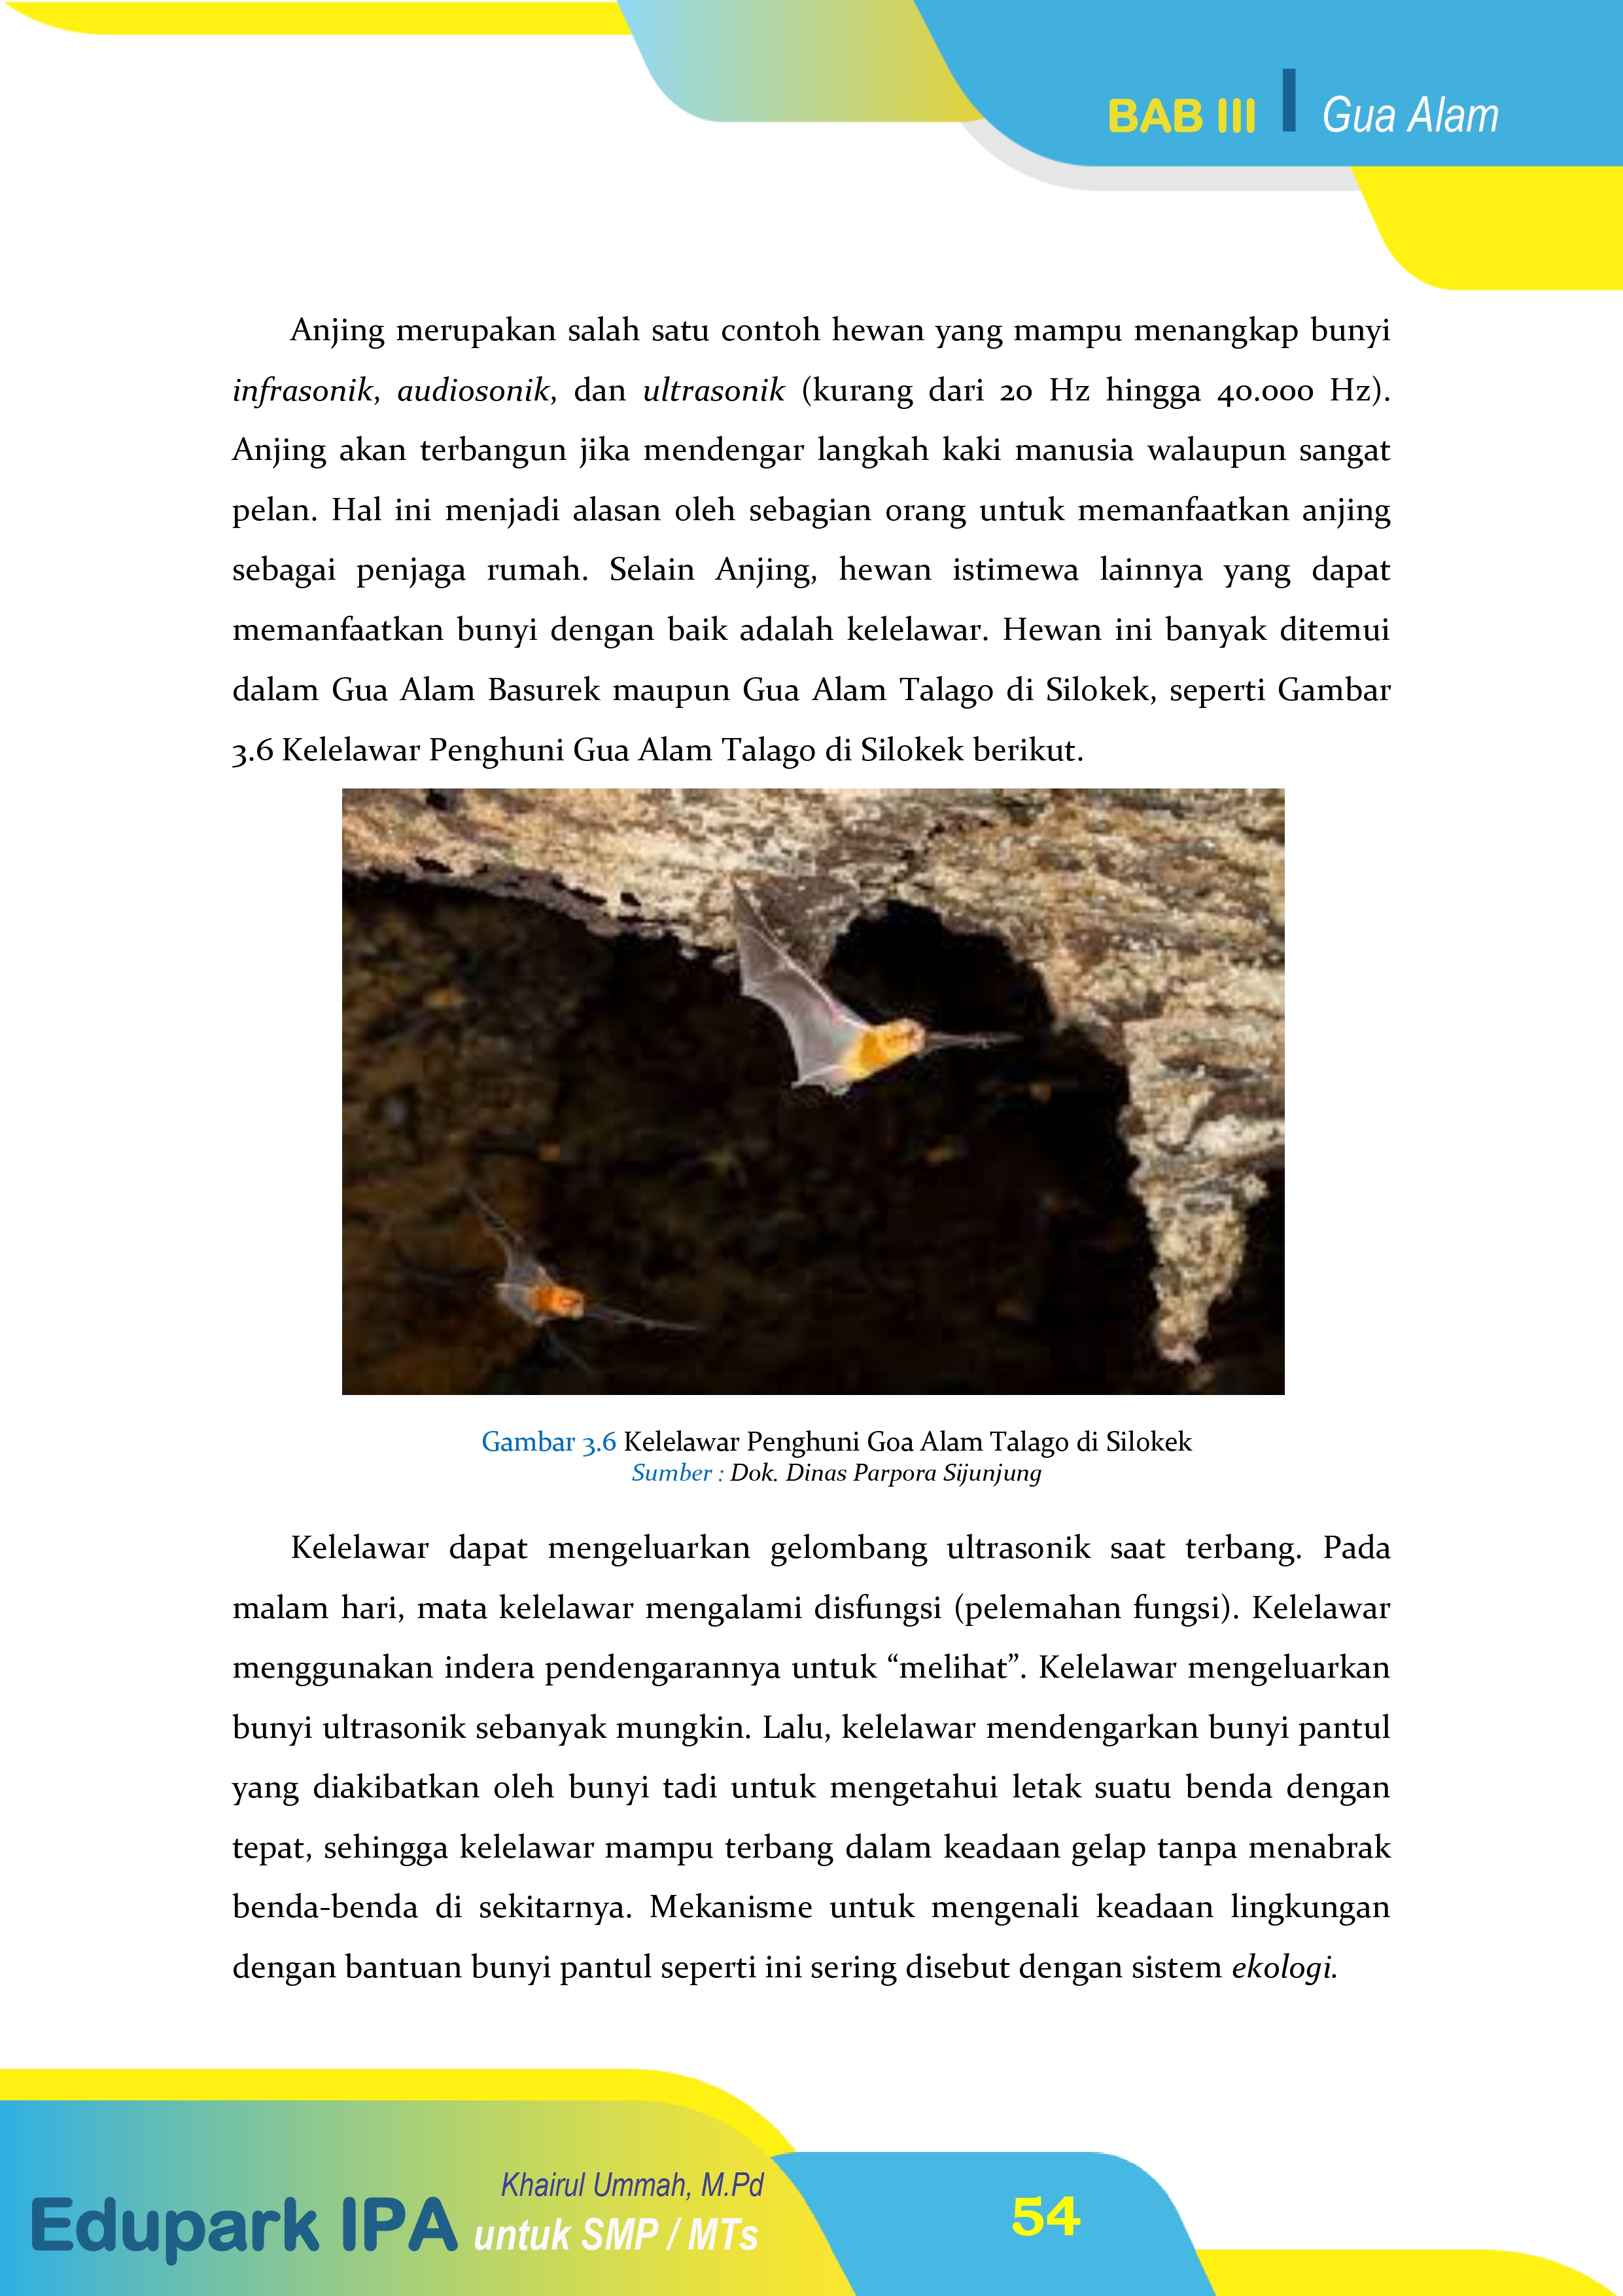 BAB III | Gua Alam
Anjing merupakan salah satu contoh hewan yang mampu menangkap bunyi
infrasonik, audiosonik, dan ultrasonik (kurang dari 20 Hz hingga 40.000 Hz).
Anjing akan terbangun jika mendengar langkah kaki manusia walaupun sangat
pelan. Hal ini menjadi alasan oleh sebagian orang untuk memanfaatkan anjing
sebagai penjaga rumah. Selain Anjing, hewan istimewa lainnya yang dapat
memanfaatkan bunyi dengan baik adalah kelelawar. Hewan ini banyak ditemui
dalam Gua Alam Basurek maupun Gua Alam Talago di Silokek, seperti Gambar
3.6 Kelelawar Penghuni Gua Alam Talago di Silokek berikut.
Gambar 3.6 Kelelawar Penghuni Goa Alam Talago di Silokek
Sumber : Dok. Dinas Parpora Sijunjung
Kelelawar dapat mengeluarkan gelombang ultrasonik saat terbang. Pada
malam hari, mata kelelawar mengalami disfungsi (pelemahan fungsi). Kelelawar
menggunakan indera pendengarannya untuk “melihat”. Kelelawar mengeluarkan
bunyi ultrasonik sebanyak mungkin. Lalu, kelelawar mendengarkan bunyi pantul
yang diakibatkan oleh bunyi tadi untuk mengetahui letak suatu benda dengan
tepat, sehingga kelelawar mampu terbang dalam keadaan gelap tanpa menabrak
benda-benda di sekitarnya. Mekanisme untuk mengenali keadaan lingkungan
dengan bantuan bunyi pantul seperti ini sering disebut dengan sistem ekologi.
Khairul Ummah, M.Pd
Edupark IPA untuk SMP / MTs
54